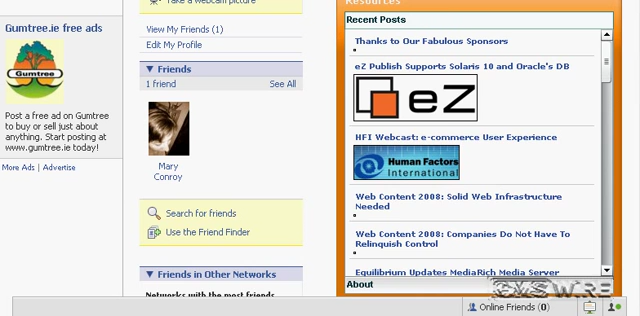 Take a webcam picture
Gumtree.ie free ads
Gumtree
Post a free ad on Gumtree
to buy or sell just about
anything. Start posting at
www.gumtree.ie today!
More Ads | Advertise
View My Friends (1)
Edit My Profile
Friends
1 friend
See All
Mary
Conroy
Search for friends
Use the Friend Finder
Friends in Other Networks
Networks with the most friends
Resources
Recent Posts
Thanks to Our Fabulous Sponsors
eZ Publish Supports Solaris 10 and Oracle's DB
eZ
HFI Webcast: e-commerce User Experience
Human Factors
International
Web Content 2008: Solid Web Infrastructure
Needed
Web Content 2008: Companies Do Not Have To
Relinquish Control
Equilibrium Updates MediaRich Media Server
About
Online Friends (0)